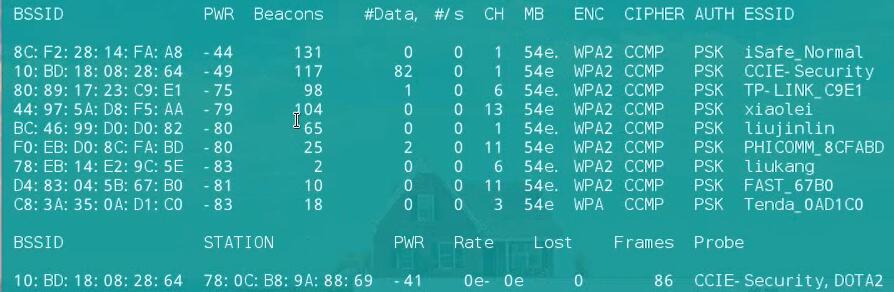 BSSID PWR Beacons #Data, #/s CH MB ENC CIPHER AUTH ESSID
8C:F2:28:14:FA:A8 -44 131 0 0 1 54e. WPA2 CCMP PSK iSafe_Normal
10:BD:18:08:28:64 -49 117 82 0 1 54e. WPA2 CCMP PSK CCIE-Security
80:89:17:23:C9:E1 -75 98 1 0 6 54e. WPA2 CCMP PSK TP-LINK_C9E1
44:97:5A:D8:F5:AA -79 104 0 0 13 54e. WPA2 CCMP PSK xiaolei
BC:46:99:D0:D0:82 -80 65 0 0 1 54e. WPA2 CCMP PSK liujinlin
F0:EB:D0:8C:FA:BD -80 25 2 0 11 54e. WPA2 CCMP PSK PHICOMM_8CFABD
78:EB:14:E2:9C:5E -83 2 0 0 6 54e. WPA2 CCMP PSK liukang
D4:83:04:5B:67:B0 -81 10 0 0 11 54e. WPA2 CCMP PSK FAST_67B0
C8:3A:35:0A:D1:C0 -83 18 0 0 3 54e WPA CCMP PSK Tenda_0AD1C0
BSSID STATION PWR Rate Lost Frames Probe
10:BD:18:08:28:64 78:0C:B8:9A:88:69 -41 0e- 0e 0 86 CCIE-Security,DOTA2